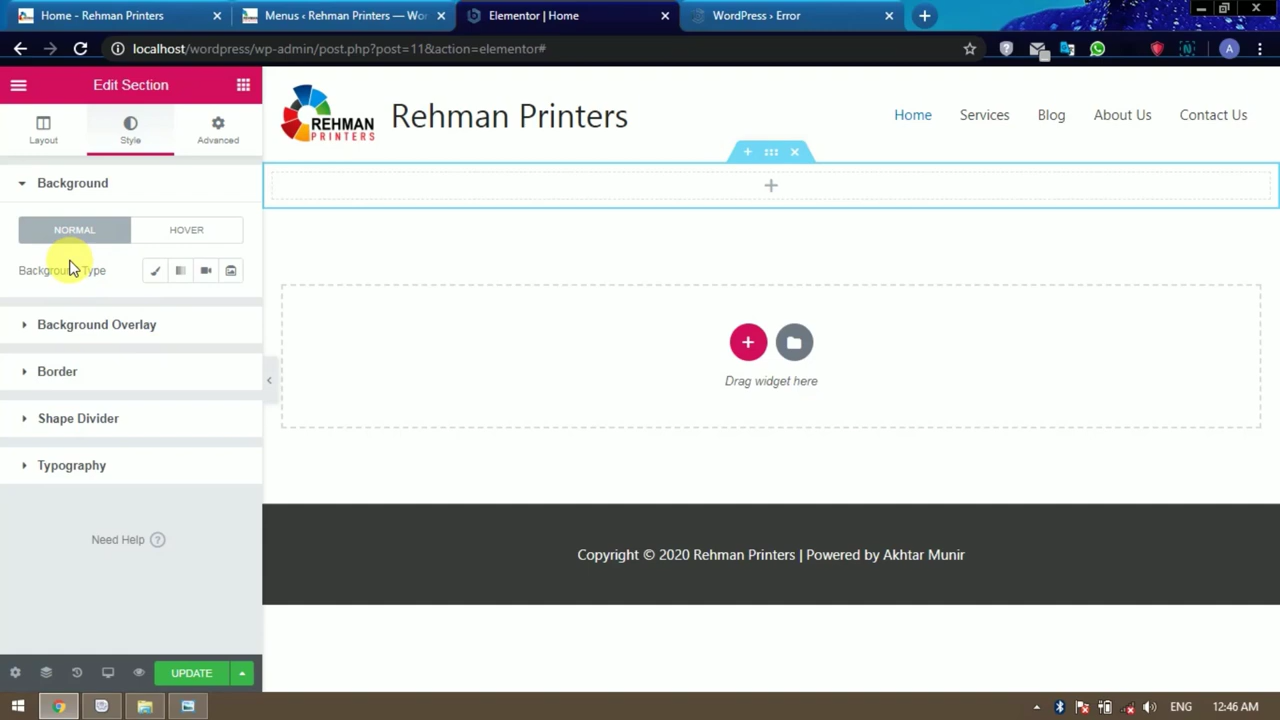 Home - Rehman Printers
Menus ‹ Rehman Printers — Wor
Elementor | Home
WordPress › Error
localhost/wordpress/wp-admin/post.php?post=11&action=elementor#
A
Edit Section
Layout
Style
Advanced
REHMAN
PRINTERS
Rehman Printers
Home
Services
Blog
About Us
Contact Us
Background
NORMAL
HOVER
Background Type
Background Overlay
Border
Shape Divider
Typography
Need Help
Drag widget here
Copyright © 2020 Rehman Printers | Powered by Akhtar Munir
UPDATE
ENG
12:46 AM